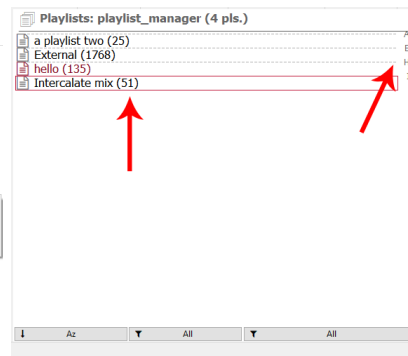 Playlists: playlist_manager (4 pls.)
a playlist two (25)
External (1768)
hello (135)
Intercalate mix (51)
A
E
H
Az
All
All